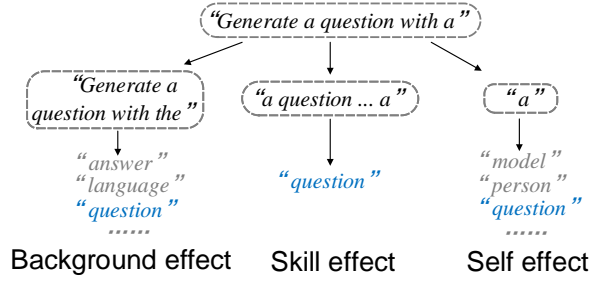 “Generate a question with a”
“Generate a
question with the”
“answer”
“language”
“question”
......
Background effect
“a question ... a”
“question”
Skill effect
“a”
“model”
“person”
“question”
......
Self effect